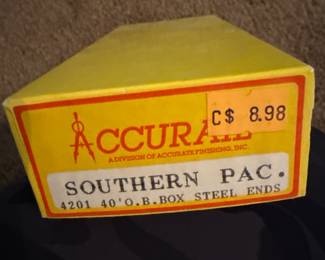 C$ 8.98
ACCURAIL
A DIVISION OF ACCURATE FINISHING, INC.
SOUTHERN PAC.
4201 40'O.B.BOX STEEL ENDS